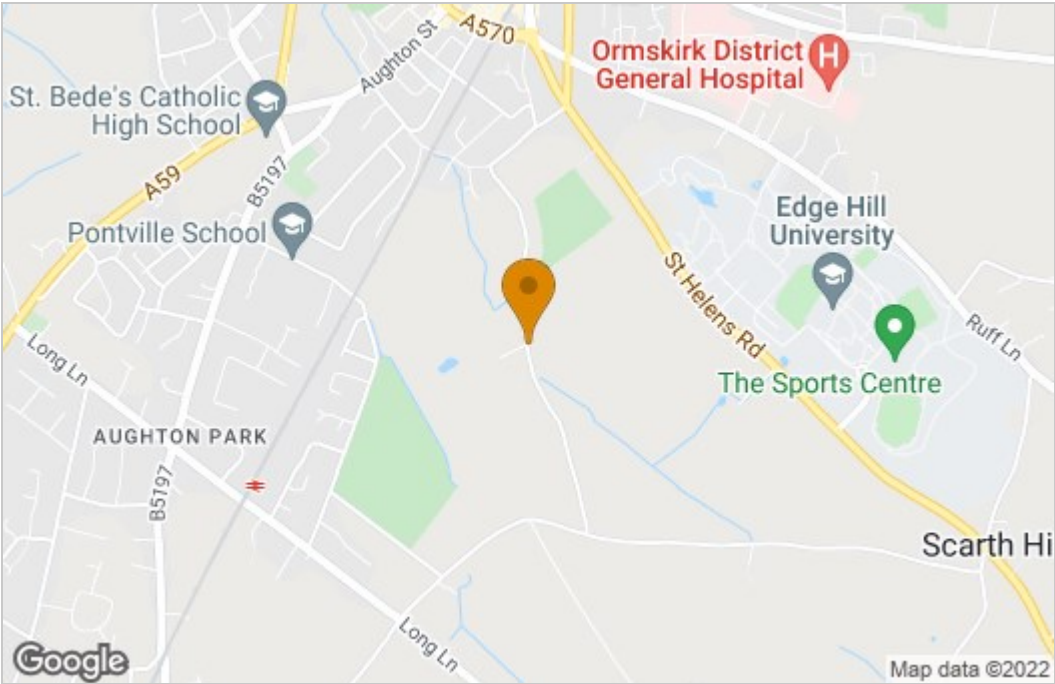 A570
Aughton St
Ormskirk District
General Hospital
H
St. Bede's Catholic
High School
A59
B5197
Pontville School
Edge Hill
University
St Helens Rd
Ruff Ln
Long Ln
The Sports Centre
AUGHTON PARK
B5197
Scarth Hi
Long Ln
Google
Map data ©2022